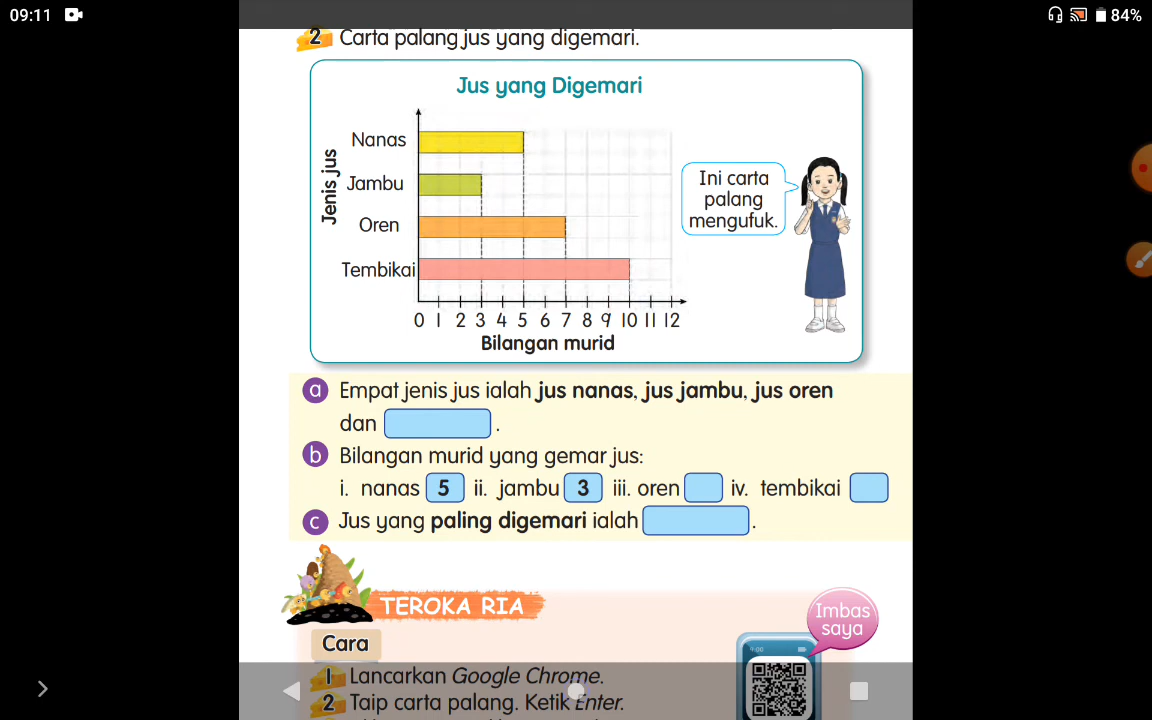 09:11
84%
2 Carta palang jus yang digemari.
Jus yang Digemari
Jenis jus
Nanas
Jambu
Oren
Tembikai
0 1 2 3 4 5 6 7 8 9 10 11 12
Bilangan murid
Ini carta
palang
mengufuk.
a Empat jenis jus ialah jus nanas, jus jambu, jus oren
dan .
b Bilangan murid yang gemar jus:
i. nanas 5 ii. jambu 3 iii. oren iv. tembikai
c Jus yang paling digemari ialah .
TEROKA RIA
Imbas
saya
Cara
9:00
1 Lancarkan Google Chrome.
2 Taip carta palang. Ketik Enter.